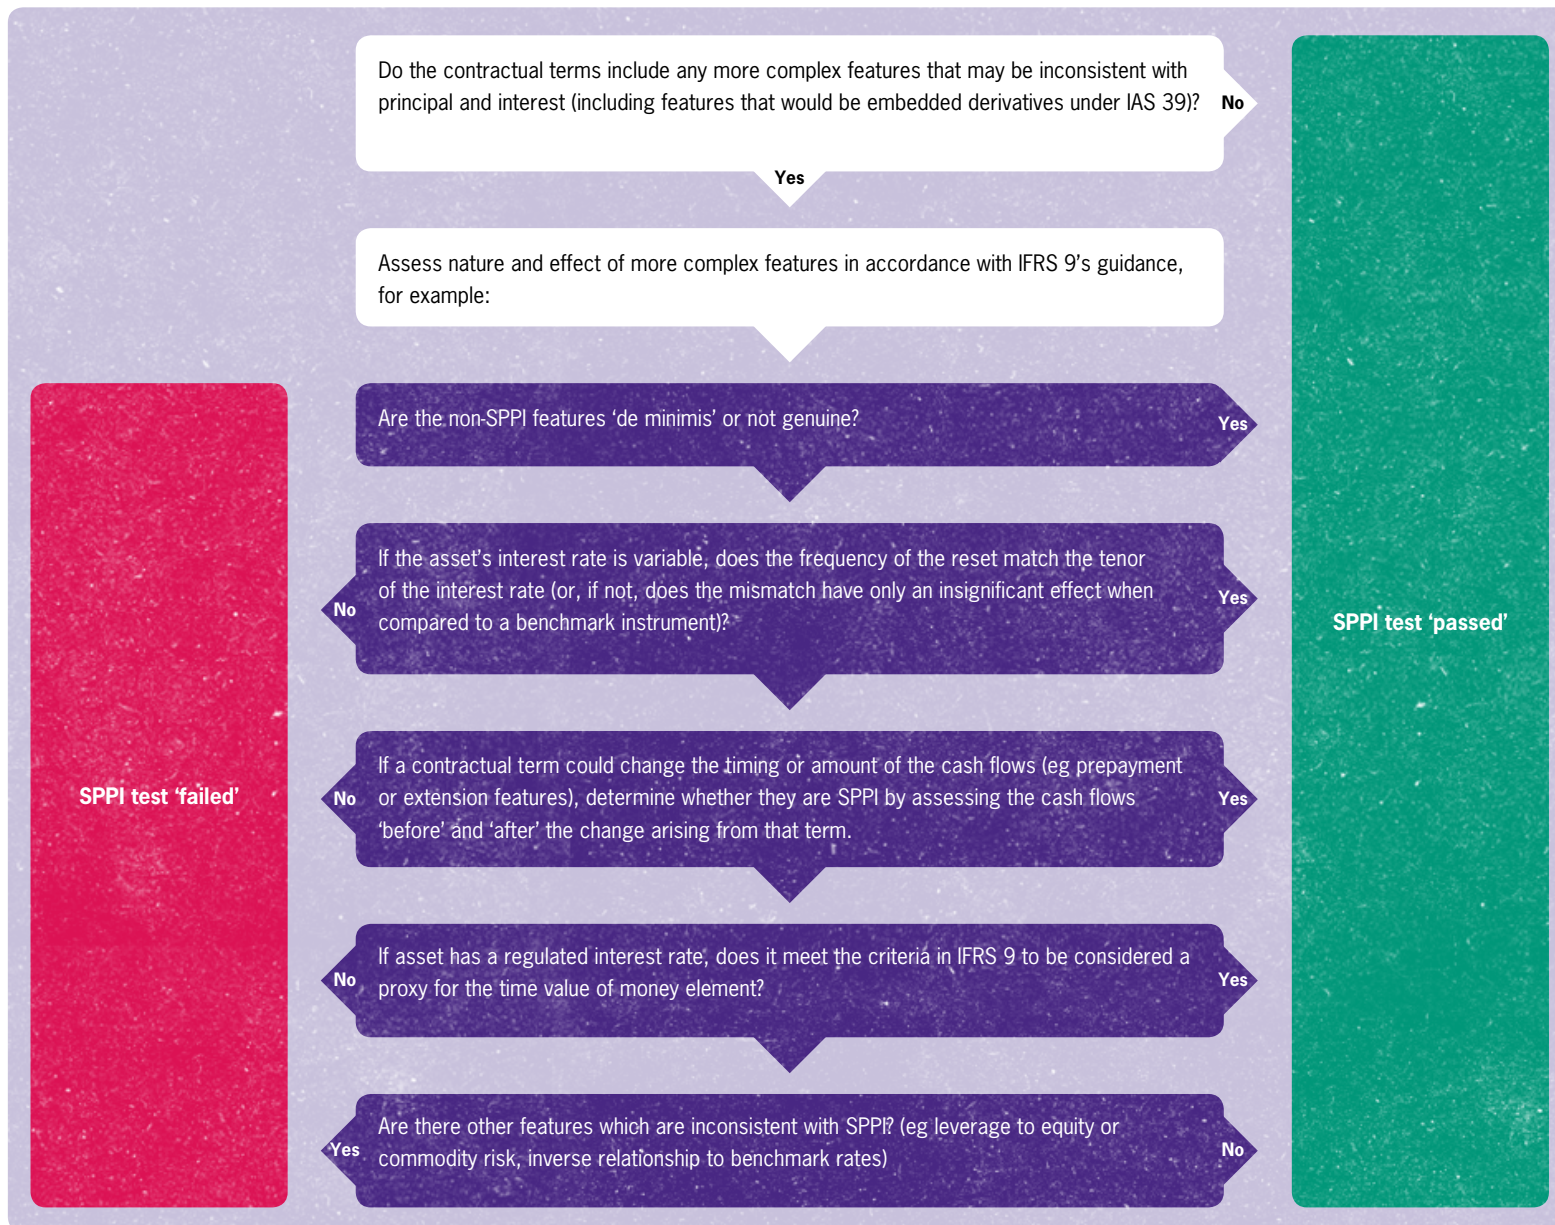 Do the contractual terms include any more complex features that may be inconsistent with
principal and interest (including features that would be embedded derivatives under IAS 39)?
No
Yes
Assess nature and effect of more complex features in accordance with IFRS 9’s guidance,
for example:
Are the non-SPPI features ‘de minimis’ or not genuine?
Yes
If the asset’s interest rate is variable, does the frequency of the reset match the tenor
of the interest rate (or, if not, does the mismatch have only an insignificant effect when
compared to a benchmark instrument)?
No
Yes
SPPI test ‘passed’
If a contractual term could change the timing or amount of the cash flows (eg prepayment
or extension features), determine whether they are SPPI by assessing the cash flows
‘before’ and ‘after’ the change arising from that term.
SPPI test ‘failed’
No
Yes
If asset has a regulated interest rate, does it meet the criteria in IFRS 9 to be considered a
proxy for the time value of money element?
No
Yes
Are there other features which are inconsistent with SPPI? (eg leverage to equity or
commodity risk, inverse relationship to benchmark rates)
Yes
No